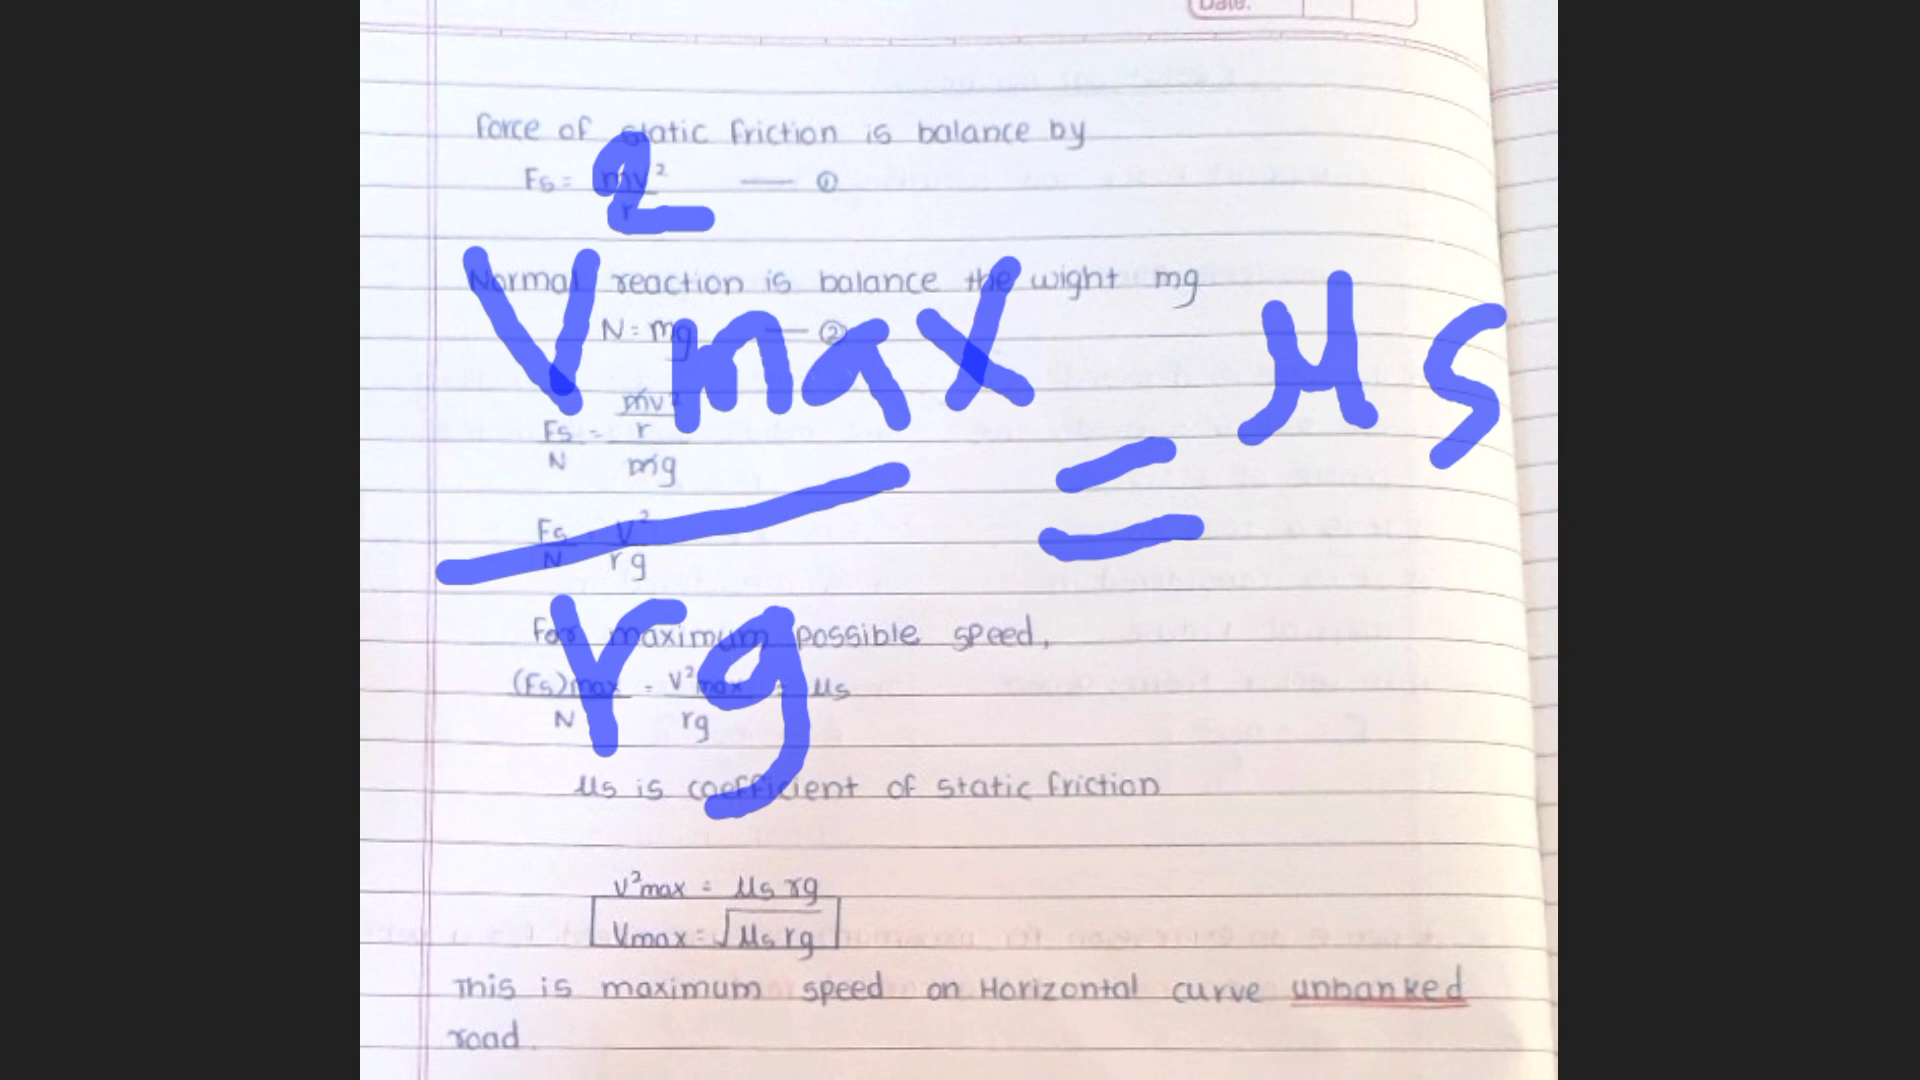 Date.
force of static friction is balance by
Fs = mv²/r —— ①
Normal reaction is balance the wight mg
N = mg —— ②
Fs/N = mv²/r / mg
Fs/N = v²/rg
For maximum possible speed,
(Fs)max/N = V²max/rg = μs
μs is coefficient of static friction
V²max = μs rg
Vmax = √μs rg
This is maximum speed on Horizontal curve unbanked
road.
V²max/rg = μs